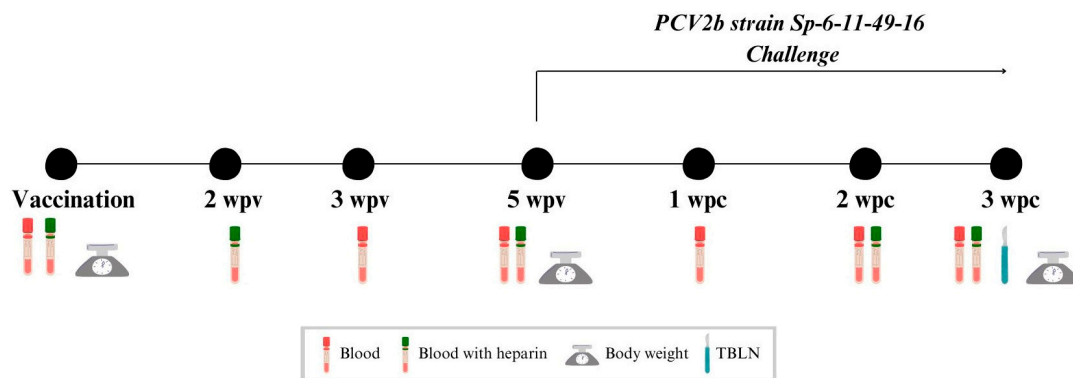 PCV2b strain Sp-6-11-49-16
Challenge
Vaccination 2 wpv 3 wpv 5 wpv 1 wpc 2 wpc 3 wpc
Blood Blood with heparin Body weight TBLN